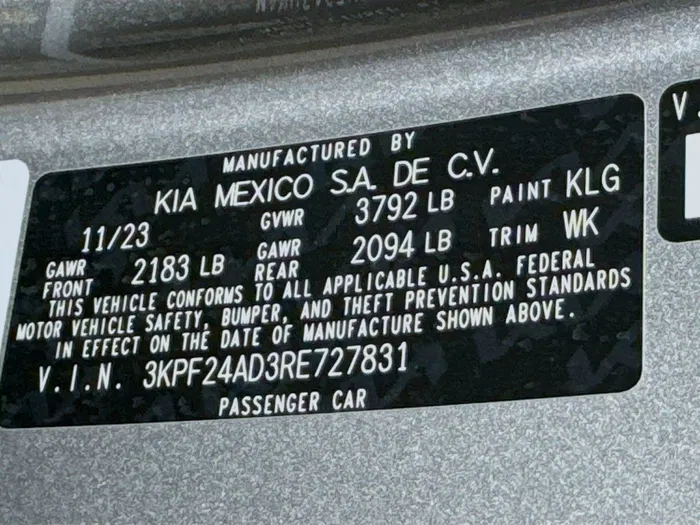 MANUFACTURED BY
KIA MEXICO S.A. DE C.V.
11/23 GVWR 3792 LB PAINT KLG
GAWR FRONT 2183 LB GAWR REAR 2094 LB TRIM WK
THIS VEHICLE CONFORMS TO ALL APPLICABLE U.S.A. FEDERAL
MOTOR VEHICLE SAFETY, BUMPER, AND THEFT PREVENTION STANDARDS
IN EFFECT ON THE DATE OF MANUFACTURE SHOWN ABOVE.
V.I.N. 3KPF24AD3RE727831
PASSENGER CAR
V.